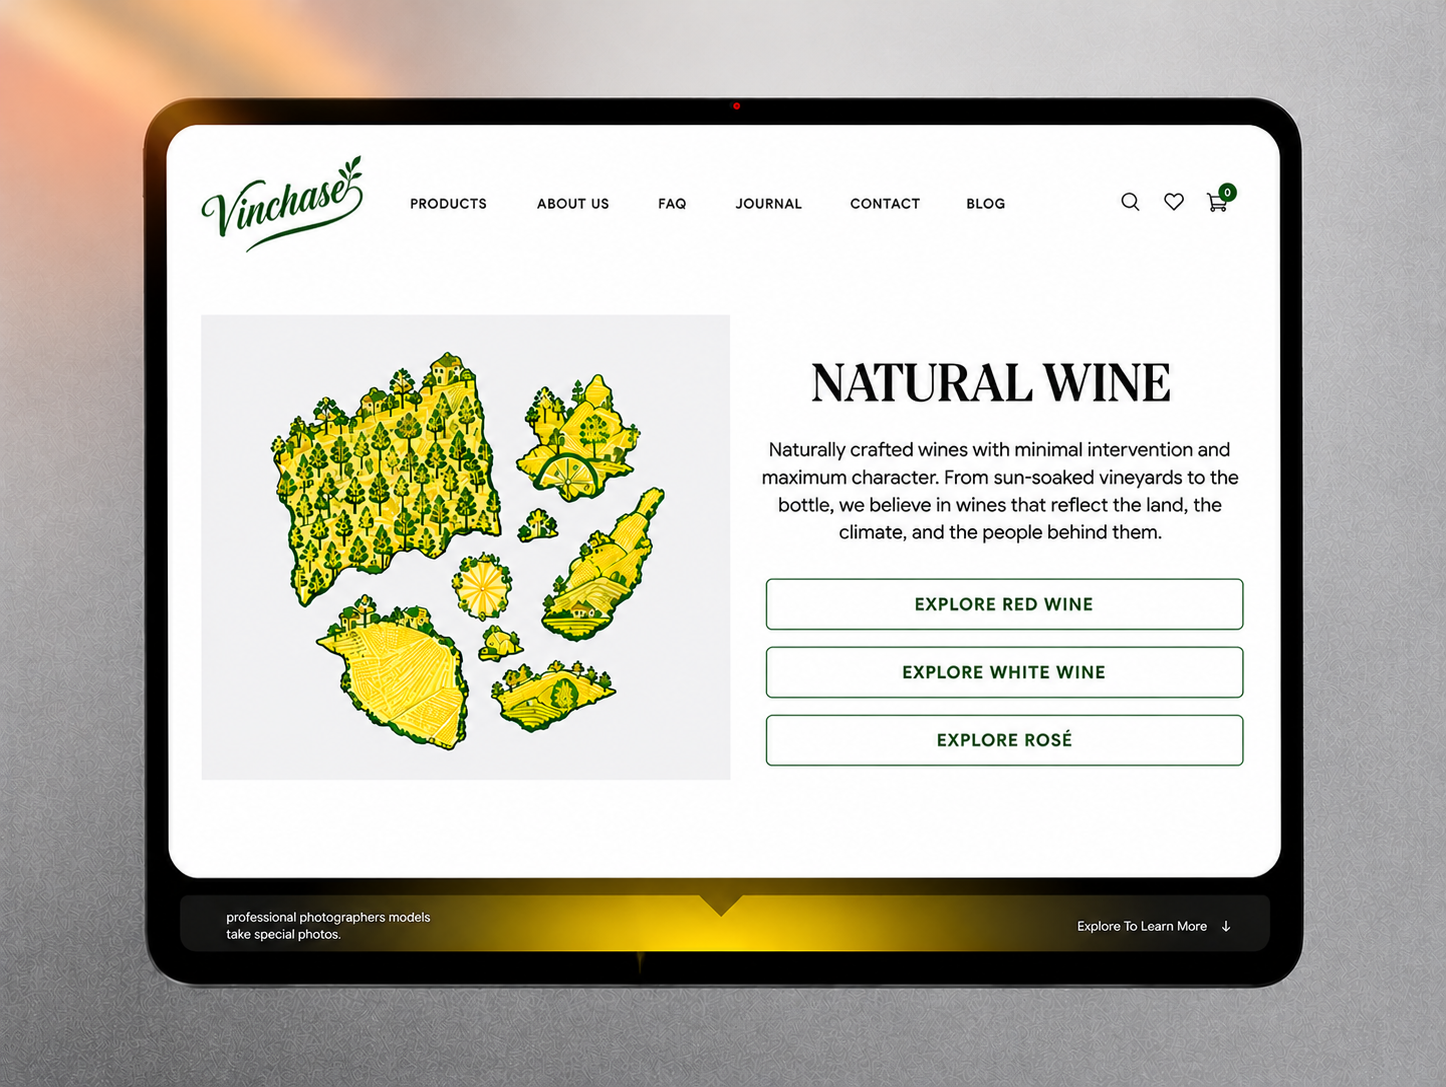 Vinchase
PRODUCTS
ABOUT US
FAQ
JOURNAL
CONTACT
BLOG
0
NATURAL WINE
Naturally crafted wines with minimal intervention and
maximum character. From sun-soaked vineyards to the
bottle, we believe in wines that reflect the land, the
climate, and the people behind them.
EXPLORE RED WINE
EXPLORE WHITE WINE
EXPLORE ROSÉ
professional photographers models
take special photos.
Explore To Learn More